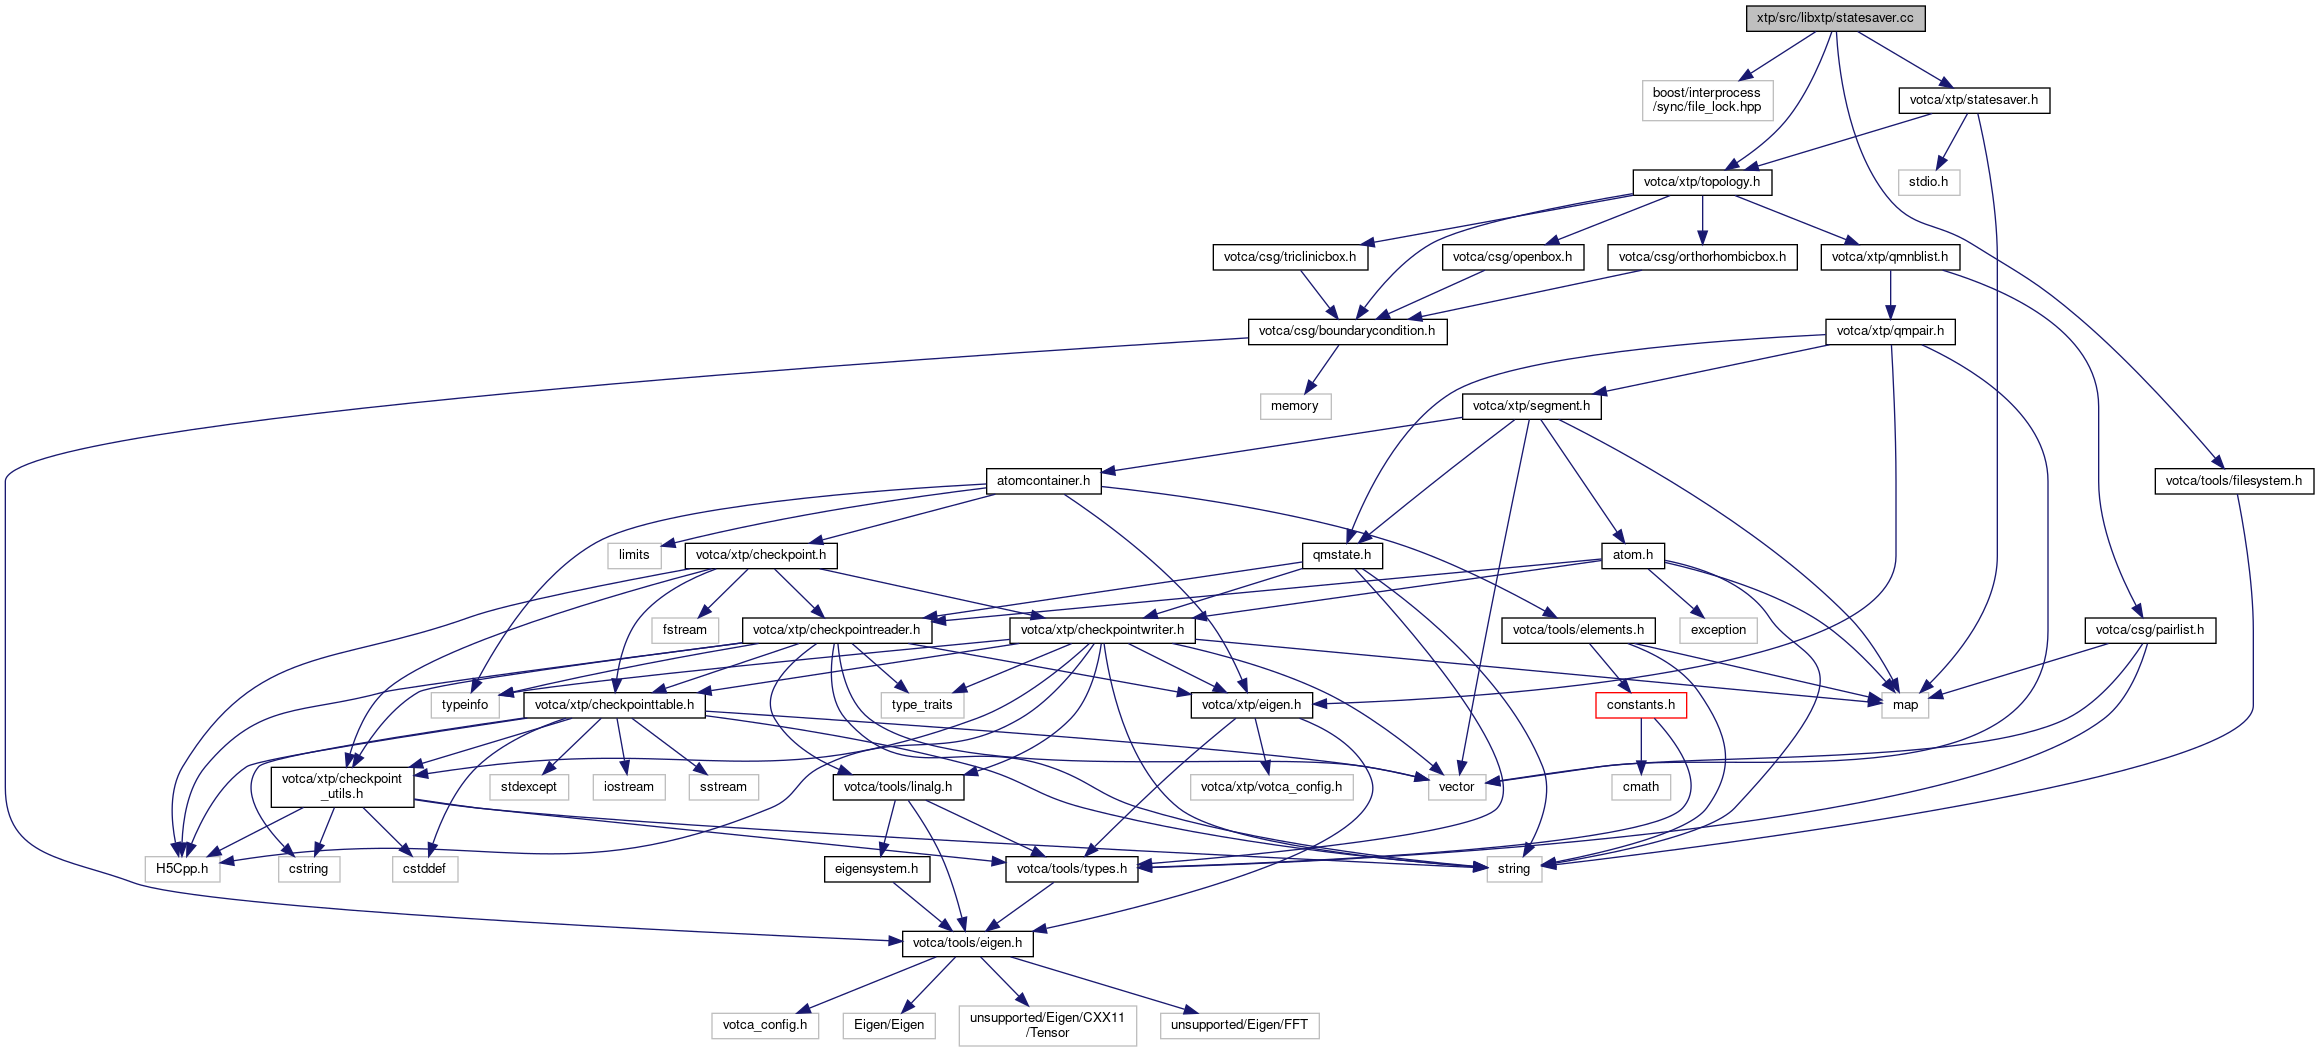 xtp/src/libxtp/statesaver.cc
boost/interprocess
/sync/file_lock.hpp
votca/xtp/statesaver.h
votca/xtp/topology.h
stdio.h
votca/csg/triclinicbox.h
votca/csg/openbox.h
votca/csg/orthorhombicbox.h
votca/xtp/qmnblist.h
votca/csg/boundarycondition.h
votca/xtp/qmpair.h
memory
votca/xtp/segment.h
atomcontainer.h
votca/tools/filesystem.h
limits
votca/xtp/checkpoint.h
qmstate.h
atom.h
fstream
votca/xtp/checkpointreader.h
votca/xtp/checkpointwriter.h
votca/tools/elements.h
exception
votca/csg/pairlist.h
typeinfo
votca/xtp/checkpointtable.h
type_traits
votca/xtp/eigen.h
constants.h
map
votca/xtp/checkpoint
_utils.h
stdexcept
iostream
sstream
votca/tools/linalg.h
votca/xtp/votca_config.h
vector
cmath
H5Cpp.h
cstring
cstddef
eigensystem.h
votca/tools/types.h
string
votca/tools/eigen.h
votca_config.h
Eigen/Eigen
unsupported/Eigen/CXX11
/Tensor
unsupported/Eigen/FFT